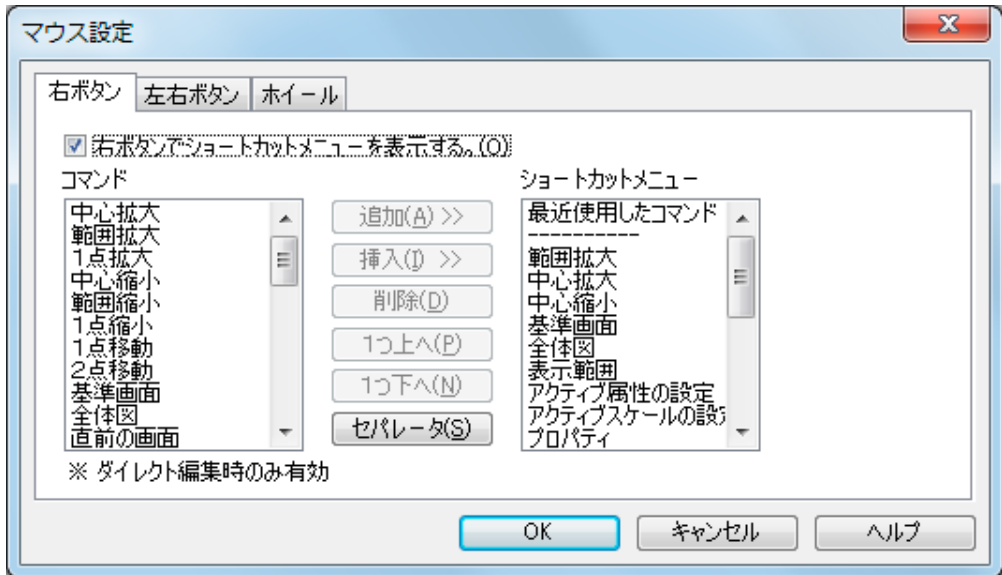 マウス設定
右ボタン 左右ボタン ホイール
右ボタンでショートカットメニューを表示する。(O)
コマンド
中心拡大
範囲拡大
1点拡大
中心縮小
範囲縮小
1点縮小
1点移動
2点移動
基準画面
全体図
直前の画面
追加(A) >>
挿入(I) >>
削除(D)
1つ上へ(P)
1つ下へ(N)
セパレータ(S)
ショートカットメニュー
最近使用したコマンド
----------
範囲拡大
中心拡大
中心縮小
基準画面
全体図
表示範囲
アクティブ属性の設定
アクティブスケールの設
プロパティ
※ ダイレクト編集時のみ有効
OK キャンセル ヘルプ